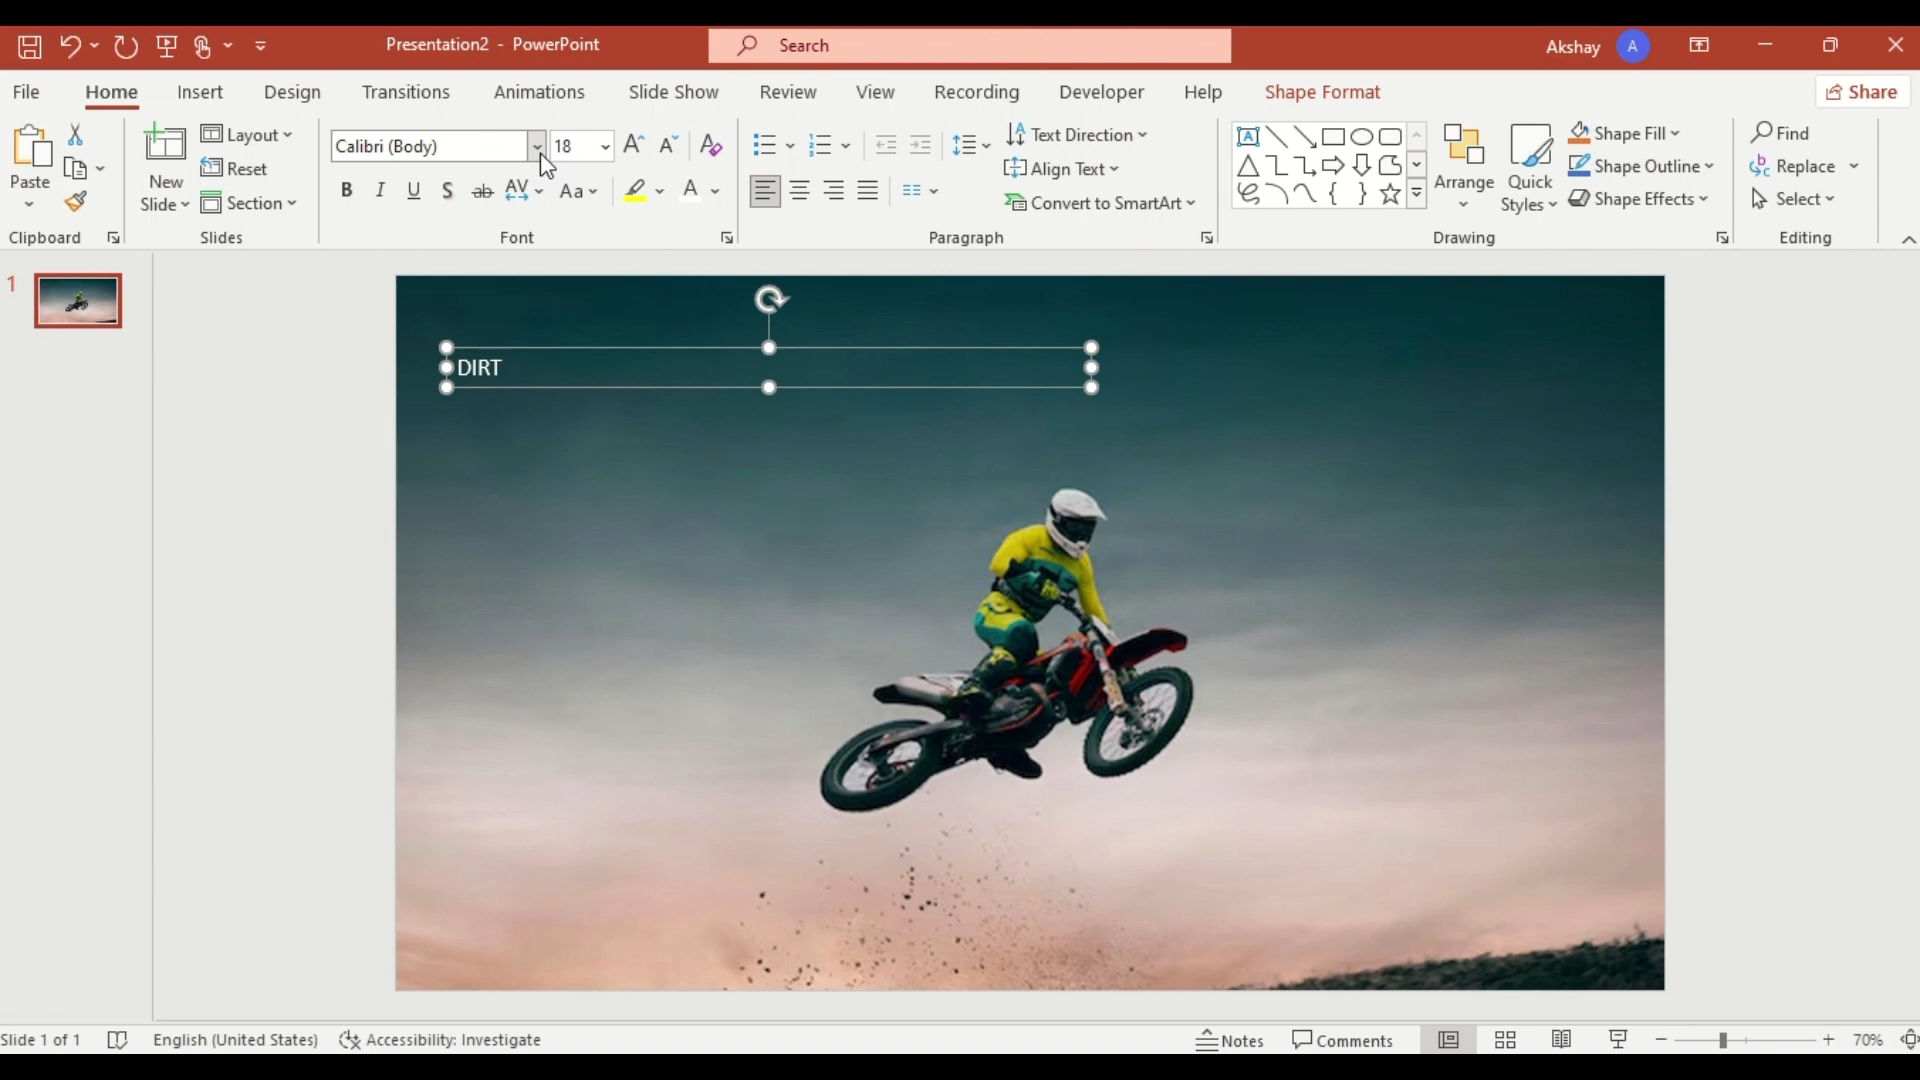 Presentation2 - PowerPoint
Search
Akshay
A
File
Home
Insert
Design
Transitions
Animations
Slide Show
Review
View
Recording
Developer
Help
Shape Format
Share
Paste
Clipboard
New
Slide
Layout
Reset
Section
Slides
Calibri (Body)
18
A
A
A
B
I
U
S
ab
AV
Aa
A
Font
Text Direction
Align Text
Convert to SmartArt
Paragraph
Arrange
Quick
Styles
Shape Fill
Shape Outline
Shape Effects
Drawing
Find
Replace
Select
Editing
1
DIRT
Slide 1 of 1
English (United States)
Accessibility: Investigate
Notes
Comments
70%